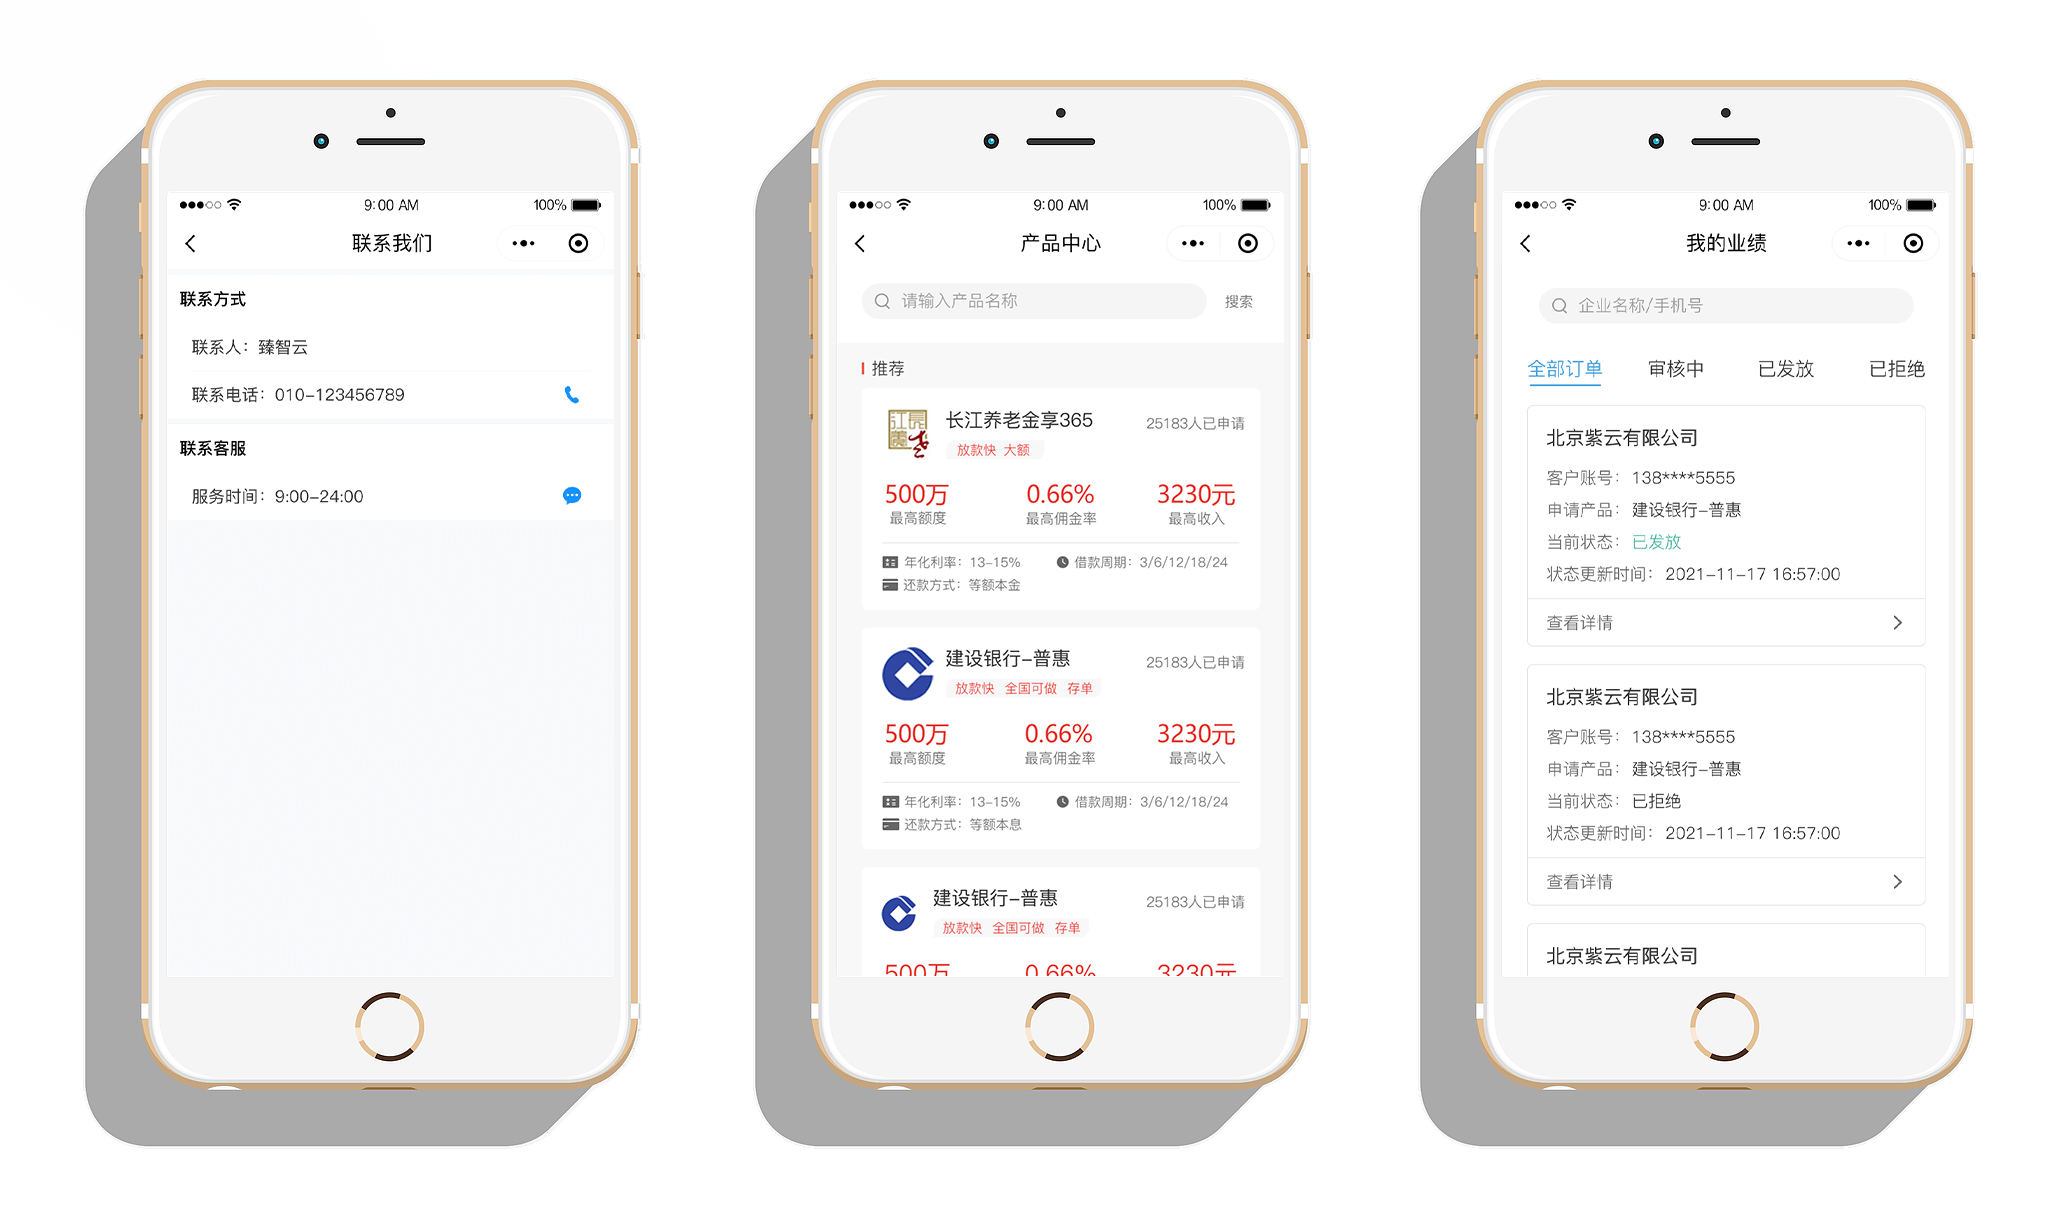 9:00 AM
100%
联系我们
联系方式
联系人：臻智云
联系电话：010-123456789
联系客服
服务时间：9:00-24:00
9:00 AM
100%
产品中心
请输入产品名称
搜索
推荐
长江养老金享365
25183人已申请
放款快 大额
500万 0.66% 3230元
最高额度 最高佣金率 最高收入
年化利率：13-15% 借款周期：3/6/12/18/24
还款方式：等额本金
建设银行-普惠
25183人已申请
放款快 全国可做 存单
500万 0.66% 3230元
最高额度 最高佣金率 最高收入
年化利率：13-15% 借款周期：3/6/12/18/24
还款方式：等额本息
建设银行-普惠
25183人已申请
放款快 全国可做 存单
500万 0.66% 3230元
9:00 AM
100%
我的业绩
企业名称/手机号
全部订单 审核中 已发放 已拒绝
北京紫云有限公司
客户账号：138****5555
申请产品：建设银行-普惠
当前状态：已发放
状态更新时间：2021-11-17 16:57:00
查看详情
北京紫云有限公司
客户账号：138****5555
申请产品：建设银行-普惠
当前状态：已拒绝
状态更新时间：2021-11-17 16:57:00
查看详情
北京紫云有限公司